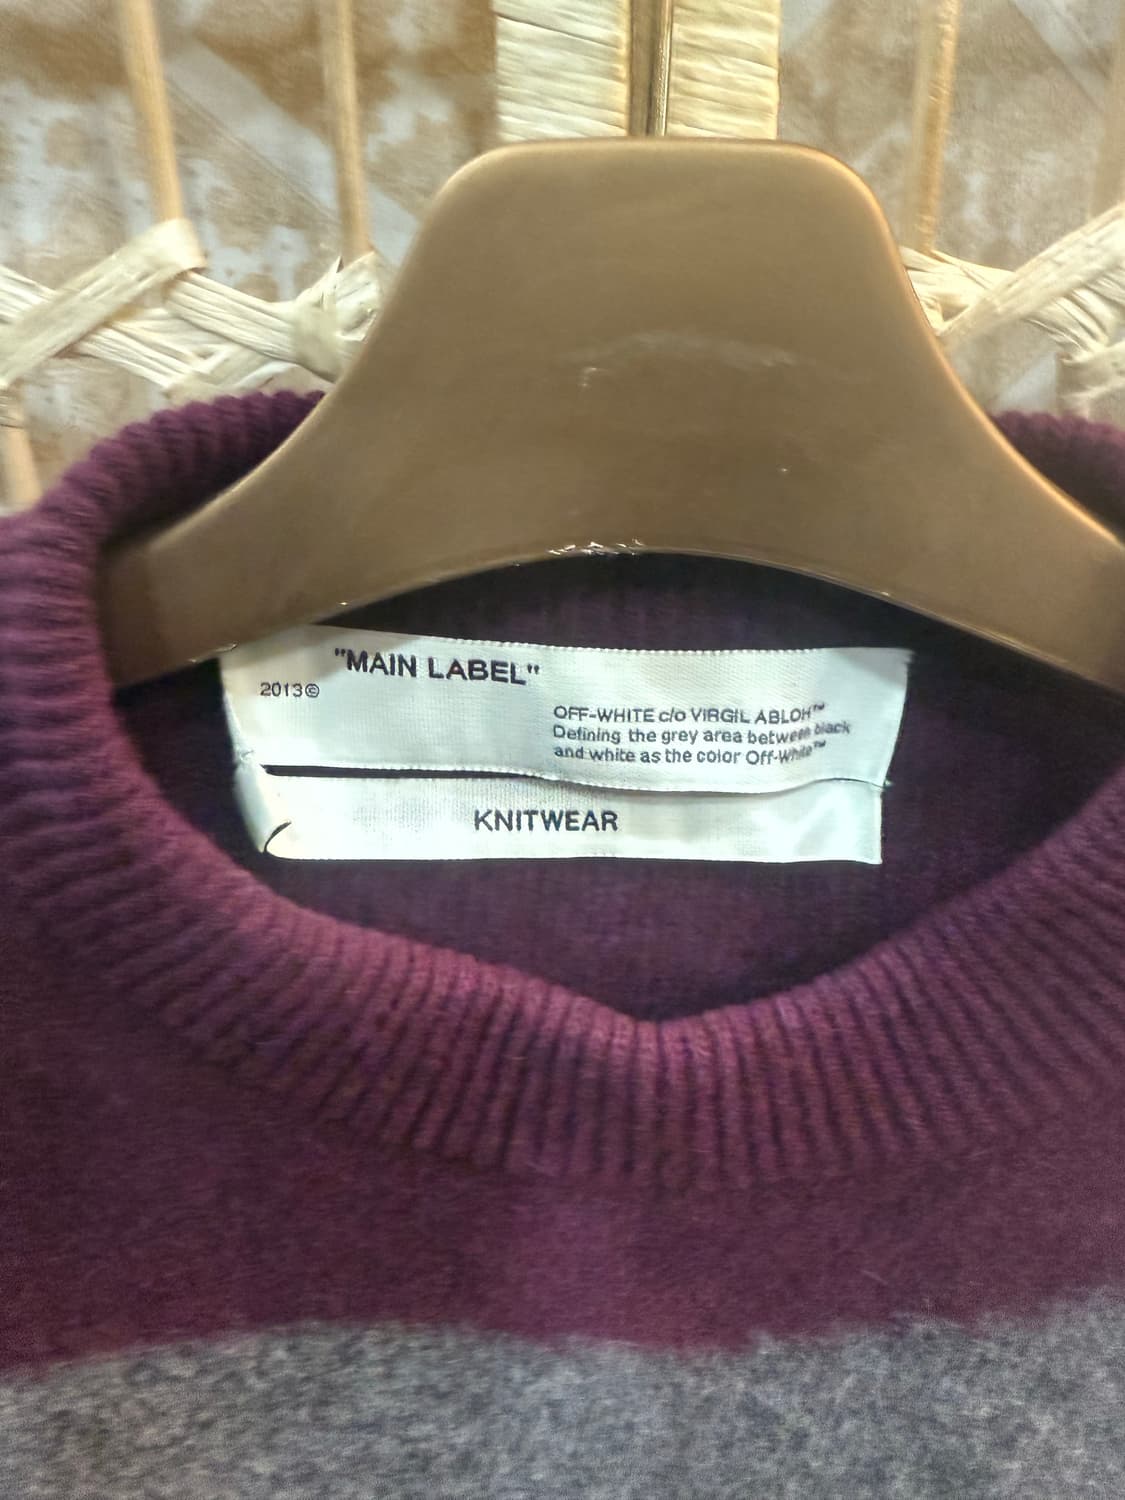 "MAIN LABEL"
2013©
OFF-WHITE c/o VIRGIL ABLOH™
Defining the grey area between black
and white as the color Off-White™
KNITWEAR